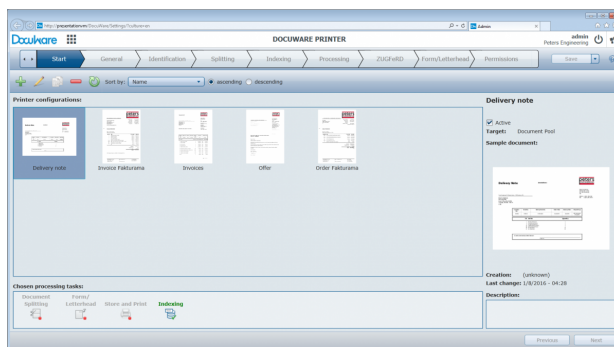 http://presentationvm/DocuWare/Settings/?culture=en
Admin
DocuWare
DOCUWARE PRINTER
admin
Peters Engineering
Start
General
Identification
Splitting
Indexing
Processing
ZUGFeRD
Form/Letterhead
Permissions
Save
Sort by:
Name
ascending
descending
Printer configurations:
Delivery note
Invoice Fakturama
Invoices
Offer
Order Fakturama
Delivery note
Active
Target: Document Pool
Sample document:
Delivery Note
Creation: (unknown)
Last change: 1/8/2016 - 04:28
Description:
Chosen processing tasks:
Document Splitting
Form/ Letterhead
Store and Print
Indexing
Previous
Next